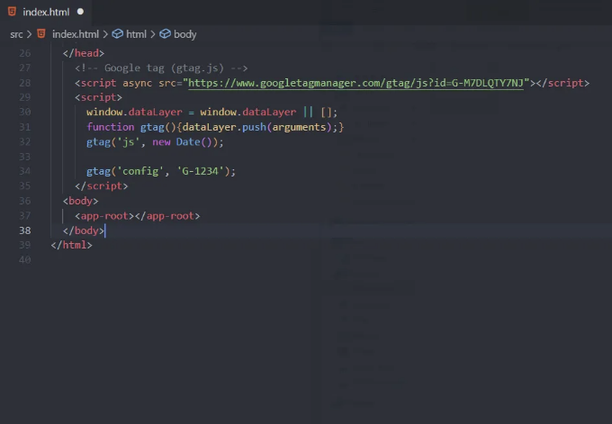 index.html
src > index.html > html > body
26 </head>
27 <!-- Google tag (gtag.js) -->
28 <script async src="https://www.googletagmanager.com/gtag/js?id=G-M7DLQTY7NJ"></script>
29 <script>
30 window.dataLayer = window.dataLayer || [];
31 function gtag(){dataLayer.push(arguments);}
32 gtag('js', new Date());
33
34 gtag('config', 'G-1234');
35 </script>
36 <body>
37 <app-root></app-root>
38 </body>
39 </html>
40